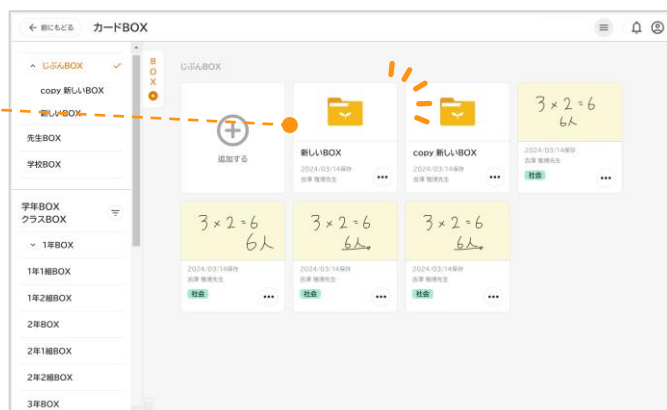 前にもどる カードBOX
じぶんBOX
copy 新しいBOX
新しいBOX
先生BOX
学校BOX
学年BOX
クラスBOX
1年BOX
1年1組BOX
1年2組BOX
2年BOX
2年1組BOX
2年2組BOX
3年BOX
BOX
じぶんBOX
追加する
新しいBOX
2024/03/14保存
copy 新しいBOX
2024/03/14保存
3×2=6
6人
2024/03/14保存
社会
3×2=6
6人
2024/03/14保存
社会
3×2=6
6人。
2024/03/14保存
社会
3×2=6
6人。
2024/03/14保存
社会